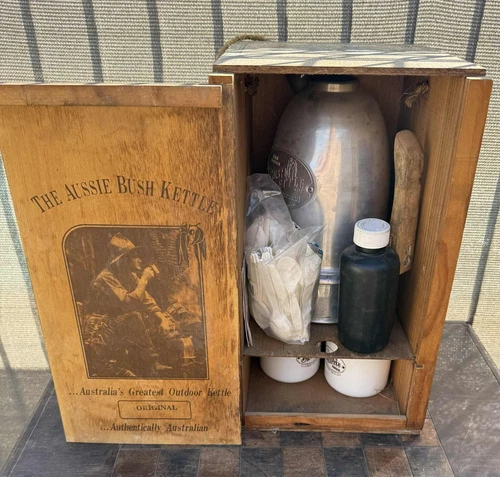 THE AUSSIE BUSH KETTLE
...Australia's Greatest Outdoor Kettle
ORIGINAL
...Authentically Australian